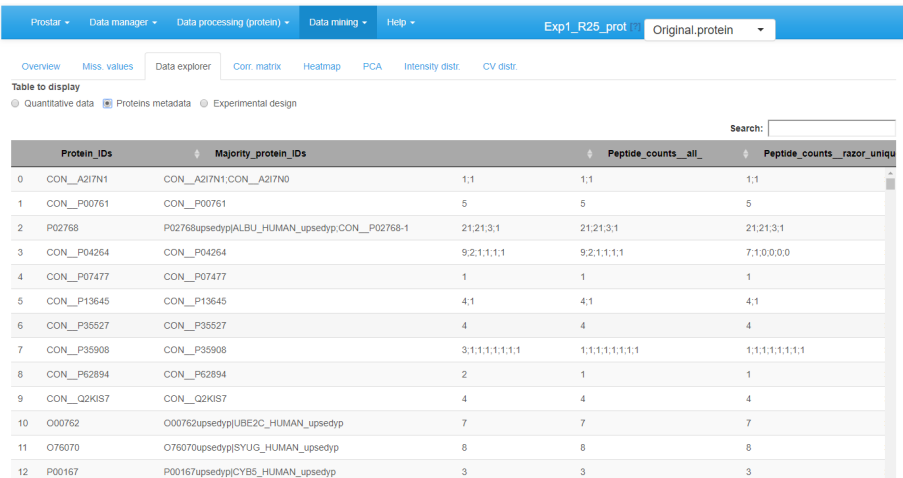 Prostar Data manager Data processing (protein) Data mining Help Exp1_R25_prot [?] Original.protein
Overview Miss. values Data explorer Corr. matrix Heatmap PCA Intensity distr. CV distr.
Table to display
Quantitative data Proteins metadata Experimental design
Search:
Protein_IDs Majority_protein_IDs Peptide_counts__all_ Peptide_counts__razor_uniqu
0 CON__A2I7N1 CON__A2I7N1;CON__A2I7N0 1;1 1;1 1;1
1 CON__P00761 CON__P00761 5 5 5
2 P02768 P02768upsedyp|ALBU_HUMAN_upsedyp;CON__P02768-1 21;21;3;1 21;21;3;1 21;21;3;1
3 CON__P04264 CON__P04264 9;2;1;1;1;1 9;2;1;1;1;1 7;1;0;0;0;0
4 CON__P07477 CON__P07477 1 1 1
5 CON__P13645 CON__P13645 4;1 4;1 4;1
6 CON__P35527 CON__P35527 4 4 4
7 CON__P35908 CON__P35908 3;1;1;1;1;1;1;1 1;1;1;1;1;1;1;1 1;1;1;1;1;1;1;1
8 CON__P62894 CON__P62894 2 1 1
9 CON__Q2KIS7 CON__Q2KIS7 4 4 4
10 O00762 O00762upsedyp|UBE2C_HUMAN_upsedyp 7 7 7
11 O76070 O76070upsedyp|SYUG_HUMAN_upsedyp 8 8 8
12 P00167 P00167upsedyp|CYB5_HUMAN_upsedyp 3 3 3